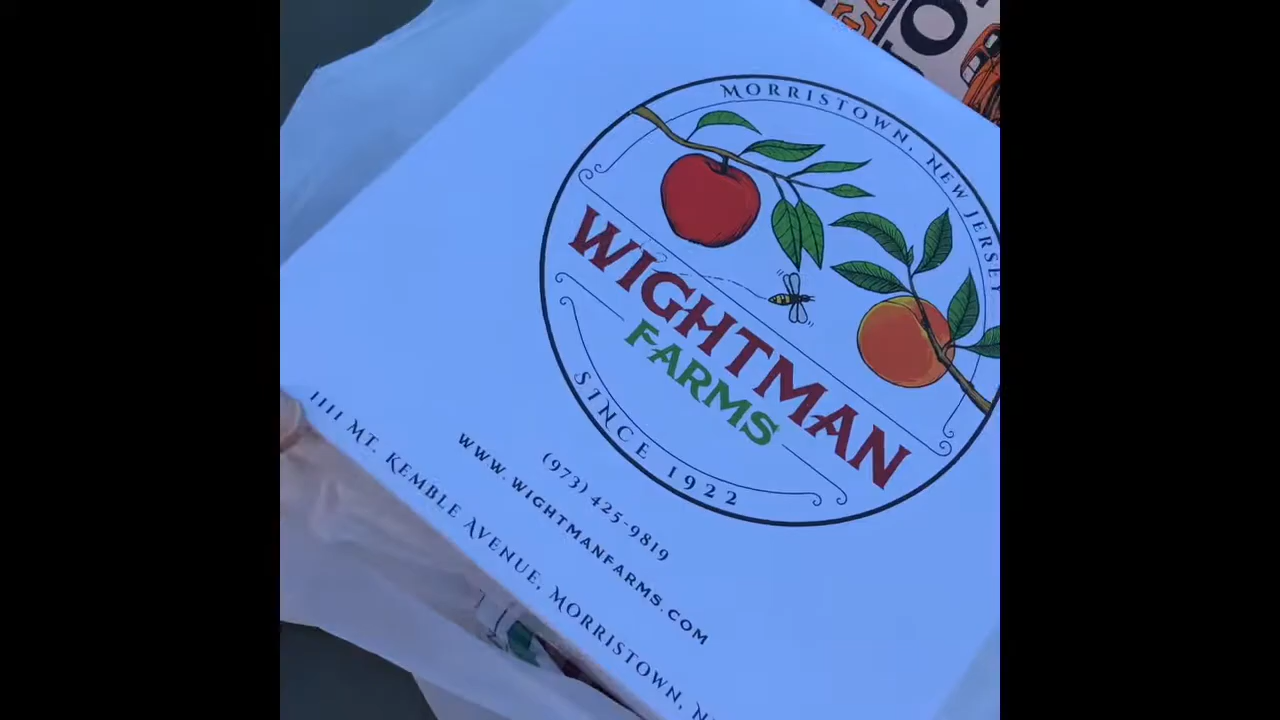 MORRISTOWN, NEW JERSEY
WIGHTMAN
FARMS
SINCE 1922
(973) 425-9819
WWW.WIGHTMANFARMS.COM
1111 MT. KEMBLE AVENUE, MORRISTOWN,